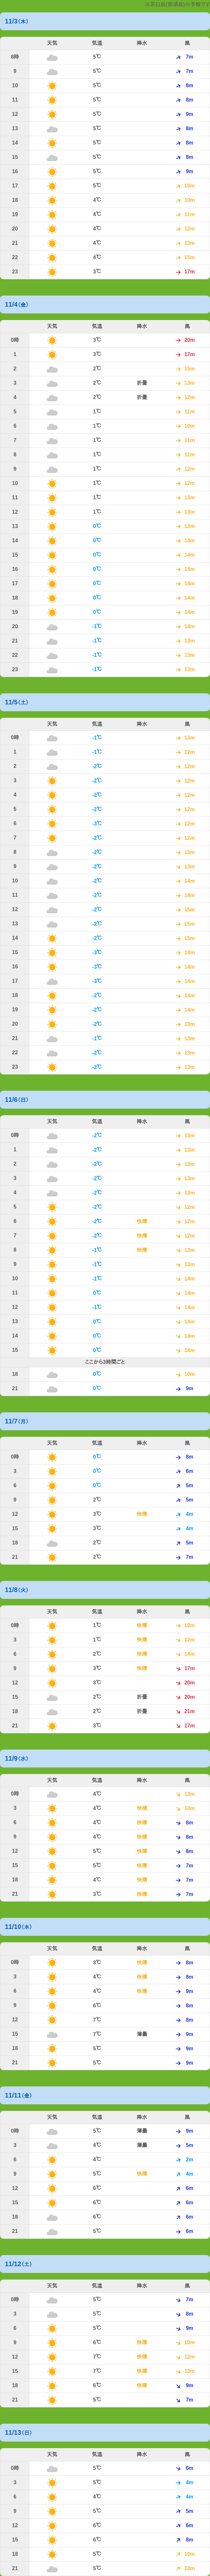 11/3（木）
天気 気温 降水 風
8時 5℃ 7m
9 5℃ 7m
10 5℃ 8m
11 5℃ 8m
12 5℃ 9m
13 5℃ 8m
14 5℃ 8m
15 5℃ 8m
16 5℃ 9m
17 5℃ 10m
18 4℃ 10m
19 4℃ 11m
20 4℃ 12m
21 4℃ 13m
22 4℃ 15m
23 3℃ 17m
11/4（金）
天気 気温 降水 風
0時 3℃ 20m
1 3℃ 17m
2 2℃ 15m
3 2℃ 折曇 13m
4 2℃ 折曇 12m
5 1℃ 11m
6 1℃ 10m
7 1℃ 11m
8 1℃ 11m
9 1℃ 12m
10 1℃ 12m
11 1℃ 13m
12 1℃ 13m
13 0℃ 13m
14 0℃ 14m
15 0℃ 14m
16 0℃ 14m
17 0℃ 14m
18 0℃ 14m
19 0℃ 14m
20 -1℃ 14m
21 -1℃ 13m
22 -1℃ 13m
23 -1℃ 13m
11/5（土）
天気 気温 降水 風
0時 -1℃ 13m
1 -1℃ 12m
2 -2℃ 12m
3 -2℃ 12m
4 -2℃ 12m
5 -2℃ 12m
6 -3℃ 12m
7 -2℃ 12m
8 -2℃ 13m
9 -2℃ 13m
10 -2℃ 14m
11 -2℃ 14m
12 -2℃ 15m
13 -2℃ 15m
14 -2℃ 15m
15 -3℃ 14m
16 -3℃ 14m
17 -3℃ 14m
18 -2℃ 14m
19 -2℃ 14m
20 -2℃ 13m
21 -1℃ 13m
22 -2℃ 13m
23 -2℃ 13m
11/6（日）
天気 気温 降水 風
0時 -2℃ 13m
1 -2℃ 13m
2 -2℃ 13m
3 -2℃ 13m
4 -2℃ 13m
5 -2℃ 12m
6 -2℃ 快晴 12m
7 -2℃ 快晴 12m
8 -1℃ 快晴 13m
9 -1℃ 13m
10 -1℃ 14m
11 0℃ 14m
12 -1℃ 14m
13 0℃ 14m
14 0℃ 14m
15 0℃ 14m
ここから3時間ごと
18 0℃ 10m
21 0℃ 9m
11/7（月）
天気 気温 降水 風
0時 0℃ 8m
3 0℃ 6m
6 0℃ 5m
9 2℃ 5m
12 3℃ 快晴 4m
15 3℃ 4m
18 2℃ 5m
21 2℃ 7m
11/8（火）
天気 気温 降水 風
0時 1℃ 快晴 10m
3 1℃ 快晴 12m
6 2℃ 快晴 14m
9 3℃ 快晴 17m
12 3℃ 20m
15 2℃ 折曇 20m
18 2℃ 折曇 21m
21 3℃ 17m
11/9（水）
天気 気温 降水 風
0時 4℃ 13m
3 4℃ 快晴 10m
6 4℃ 快晴 8m
9 4℃ 快晴 8m
12 5℃ 快晴 8m
15 5℃ 快晴 7m
18 4℃ 快晴 7m
21 3℃ 快晴 7m
11/10（木）
天気 気温 降水 風
0時 3℃ 快晴 8m
3 4℃ 快晴 8m
6 4℃ 快晴 9m
9 6℃ 8m
12 7℃ 8m
15 7℃ 薄曇 9m
18 5℃ 9m
21 5℃ 9m
11/11（金）
天気 気温 降水 風
0時 5℃ 薄曇 9m
3 4℃ 薄曇 5m
6 4℃ 2m
9 5℃ 快晴 4m
12 6℃ 6m
15 6℃ 6m
18 6℃ 6m
21 5℃ 6m
11/12（土）
天気 気温 降水 風
0時 5℃ 7m
3 5℃ 8m
6 5℃ 9m
9 6℃ 快晴 10m
12 7℃ 快晴 12m
15 7℃ 快晴 10m
18 6℃ 快晴 9m
21 5℃ 7m
11/13（日）
天気 気温 降水 風
0時 5℃ 6m
3 5℃ 4m
6 4℃ 4m
9 5℃ 5m
12 6℃ 6m
15 6℃ 8m
18 5℃ 10m
21 5℃ 10m